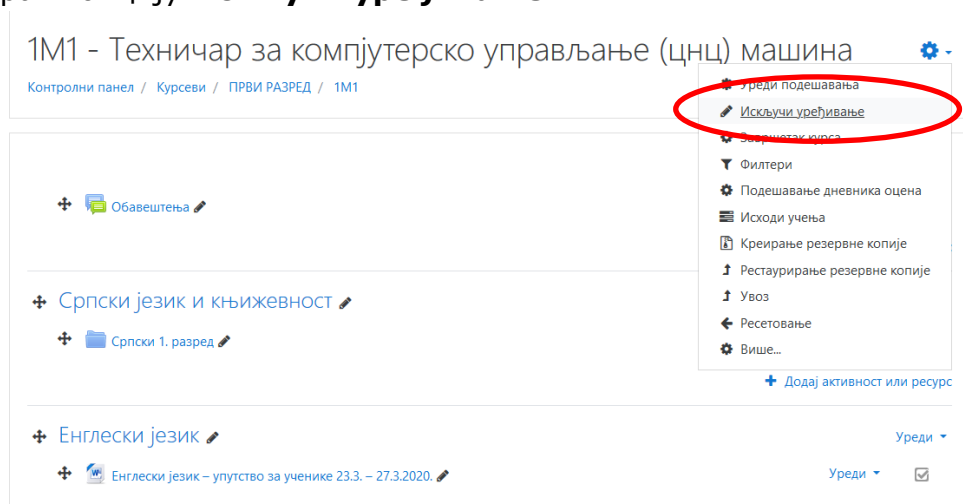 1М1 - Техничар за компјутерско управљање (цнц) машина
Контролни панел / Курсеви / ПРВИ РАЗРЕД / 1М1
Уреди подешавања
Искључи уређивање
Завршетак курса
Филтери
Подешавање дневника оцена
Исходи учења
Креирање резервне копије
Рестаурирање резервне копије
Увоз
Ресетовање
Више...
Обавештења
Српски језик и књижевност
Српски 1. разред
Додај активност или ресурс
Енглески језик
Уреди
Енглески језик – упутство за ученике 23.3. – 27.3.2020.
Уреди